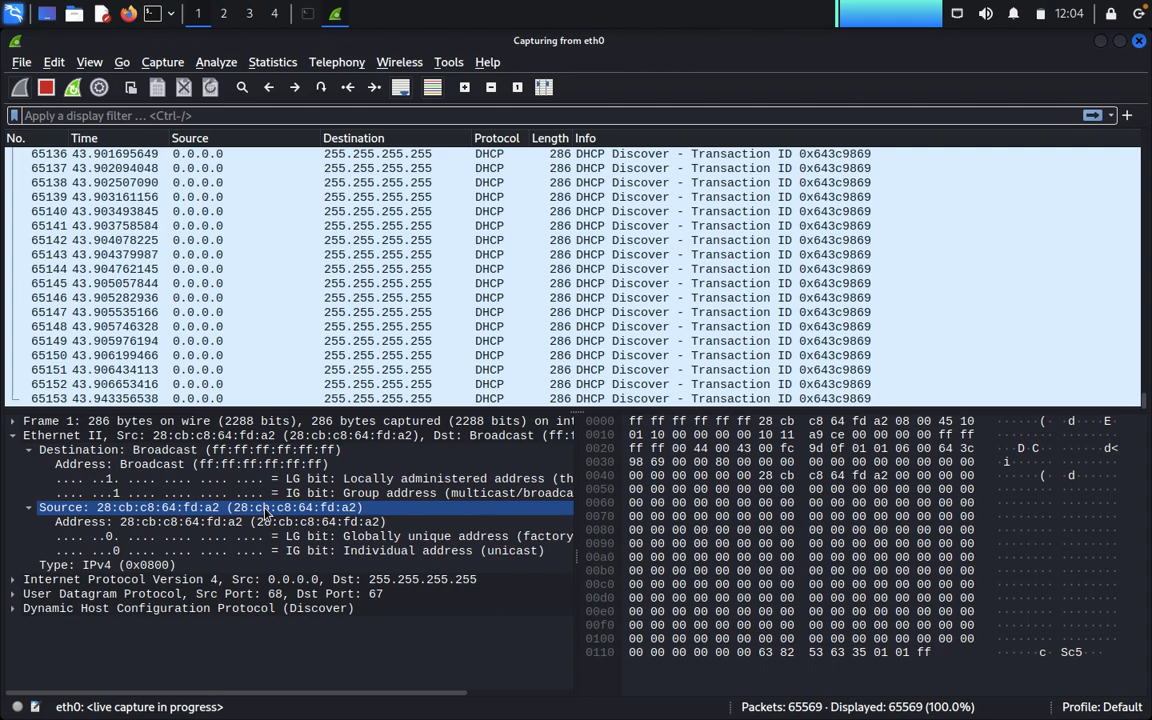 1 2 3 4 12:04
Capturing from eth0
File Edit View Go Capture Analyze Statistics Telephony Wireless Tools Help
Apply a display filter ... <Ctrl-/>
No. Time Source Destination Protocol Length Info
65136 43.901695649 0.0.0.0 255.255.255.255 DHCP 286 DHCP Discover - Transaction ID 0x643c9869
65137 43.902094048 0.0.0.0 255.255.255.255 DHCP 286 DHCP Discover - Transaction ID 0x643c9869
65138 43.902507090 0.0.0.0 255.255.255.255 DHCP 286 DHCP Discover - Transaction ID 0x643c9869
65139 43.903161156 0.0.0.0 255.255.255.255 DHCP 286 DHCP Discover - Transaction ID 0x643c9869
65140 43.903493845 0.0.0.0 255.255.255.255 DHCP 286 DHCP Discover - Transaction ID 0x643c9869
65141 43.903758584 0.0.0.0 255.255.255.255 DHCP 286 DHCP Discover - Transaction ID 0x643c9869
65142 43.904078225 0.0.0.0 255.255.255.255 DHCP 286 DHCP Discover - Transaction ID 0x643c9869
65143 43.904379987 0.0.0.0 255.255.255.255 DHCP 286 DHCP Discover - Transaction ID 0x643c9869
65144 43.904762145 0.0.0.0 255.255.255.255 DHCP 286 DHCP Discover - Transaction ID 0x643c9869
65145 43.905057844 0.0.0.0 255.255.255.255 DHCP 286 DHCP Discover - Transaction ID 0x643c9869
65146 43.905282936 0.0.0.0 255.255.255.255 DHCP 286 DHCP Discover - Transaction ID 0x643c9869
65147 43.905535166 0.0.0.0 255.255.255.255 DHCP 286 DHCP Discover - Transaction ID 0x643c9869
65148 43.905746328 0.0.0.0 255.255.255.255 DHCP 286 DHCP Discover - Transaction ID 0x643c9869
65149 43.905976194 0.0.0.0 255.255.255.255 DHCP 286 DHCP Discover - Transaction ID 0x643c9869
65150 43.906199466 0.0.0.0 255.255.255.255 DHCP 286 DHCP Discover - Transaction ID 0x643c9869
65151 43.906434113 0.0.0.0 255.255.255.255 DHCP 286 DHCP Discover - Transaction ID 0x643c9869
65152 43.906653416 0.0.0.0 255.255.255.255 DHCP 286 DHCP Discover - Transaction ID 0x643c9869
65153 43.943356538 0.0.0.0 255.255.255.255 DHCP 286 DHCP Discover - Transaction ID 0x643c9869
Frame 1: 286 bytes on wire (2288 bits), 286 bytes captured (2288 bits) on int
Ethernet II, Src: 28:cb:c8:64:fd:a2 (28:cb:c8:64:fd:a2), Dst: Broadcast (ff:f
Destination: Broadcast (ff:ff:ff:ff:ff:ff)
Address: Broadcast (ff:ff:ff:ff:ff:ff)
.... ..1. .... .... .... .... = LG bit: Locally administered address (th
.... ...1 .... .... .... .... = IG bit: Group address (multicast/broadca
Source: 28:cb:c8:64:fd:a2 (28:cb:c8:64:fd:a2)
Address: 28:cb:c8:64:fd:a2 (28:cb:c8:64:fd:a2)
.... ..0. .... .... .... .... = LG bit: Globally unique address (factory
.... ...0 .... .... .... .... = IG bit: Individual address (unicast)
Type: IPv4 (0x0800)
Internet Protocol Version 4, Src: 0.0.0.0, Dst: 255.255.255.255
User Datagram Protocol, Src Port: 68, Dst Port: 67
Dynamic Host Configuration Protocol (Discover)
0000 ff ff ff ff ff ff 28 cb c8 64 fd a2 08 00 45 10 ······( · ·d····E·
0010 01 10 00 00 00 00 10 11 a9 ce 00 00 00 00 ff ff
0020 ff ff 00 44 00 43 00 fc 9d 0f 01 01 06 00 64 3c ···D·C·· ······d<
0030 98 69 00 00 80 00 00 00 00 00 00 00 00 00 00 00 ·i······ ········
0040 00 00 00 00 00 00 28 cb c8 64 fd a2 00 00 00 00 ······(· ·d······
0050 00 00 00 00 00 00 00 00 00 00 00 00 00 00 00 00
0060 00 00 00 00 00 00 00 00 00 00 00 00 00 00 00 00
0070 00 00 00 00 00 00 00 00 00 00 00 00 00 00 00 00
0080 00 00 00 00 00 00 00 00 00 00 00 00 00 00 00 00
0090 00 00 00 00 00 00 00 00 00 00 00 00 00 00 00 00
00a0 00 00 00 00 00 00 00 00 00 00 00 00 00 00 00 00
00b0 00 00 00 00 00 00 00 00 00 00 00 00 00 00 00 00
00c0 00 00 00 00 00 00 00 00 00 00 00 00 00 00 00 00
00d0 00 00 00 00 00 00 00 00 00 00 00 00 00 00 00 00
00e0 00 00 00 00 00 00 00 00 00 00 00 00 00 00 00 00
00f0 00 00 00 00 00 00 00 00 00 00 00 00 00 00 00 00
0100 00 00 00 00 00 00 00 00 00 00 00 00 00 00 00 00
0110 00 00 00 00 00 00 63 82 53 63 35 01 01 ff ······c· Sc5···
eth0: <live capture in progress> Packets: 65569 · Displayed: 65569 (100.0%) Profile: Default